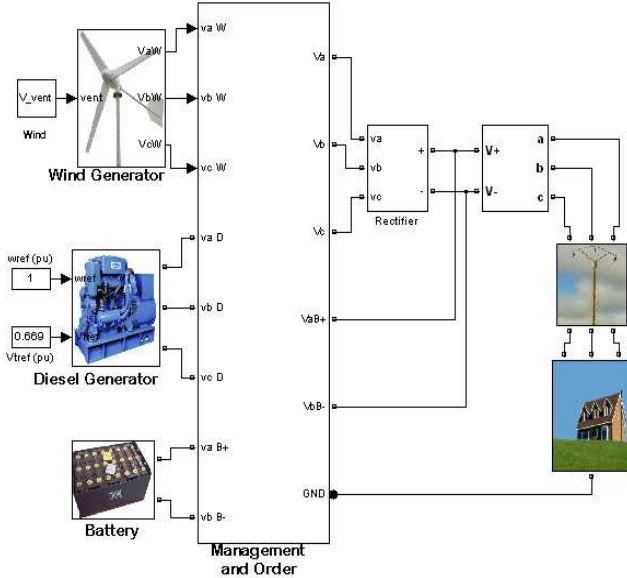 V_vent
Wind
vent
VaW
VbW
VcW
Wind Generator
wref (pu)
1
wref
0.669
Vtref (pu)
Vtref
Diesel Generator
Battery
va W
vb W
vc W
va D
vb D
vc D
va B+
vb B-
Va
Vb
Vc
VaB+
VbB-
GND
Management
and Order
va
vb
vc
+
-
Rectifier
V+
V-
a
b
c